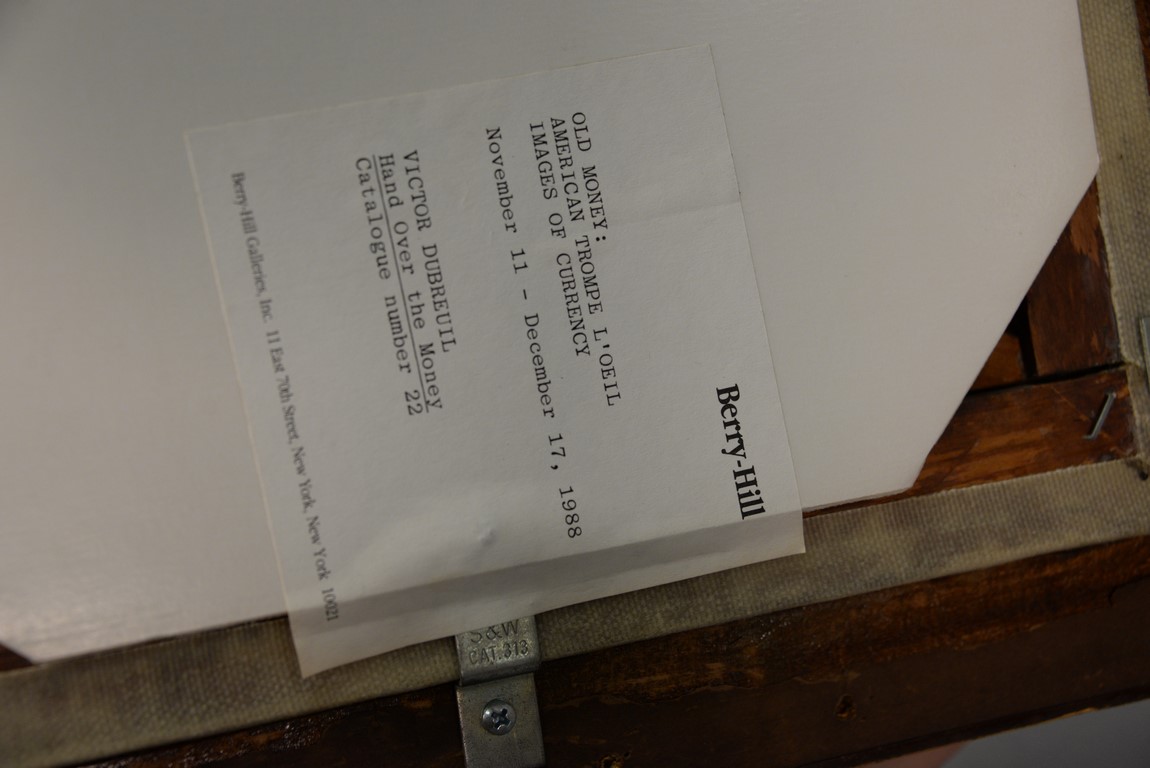 Berry-Hill
OLD MONEY:
AMERICAN TROMPE L'OEIL
IMAGES OF CURRENCY
November 11 - December 17, 1988
VICTOR DUBREUIL
Hand Over the Money
Catalogue number 22
Berry-Hill Galleries, Inc. 11 East 70th Street, New York, New York 10021
S&W
CAT.313